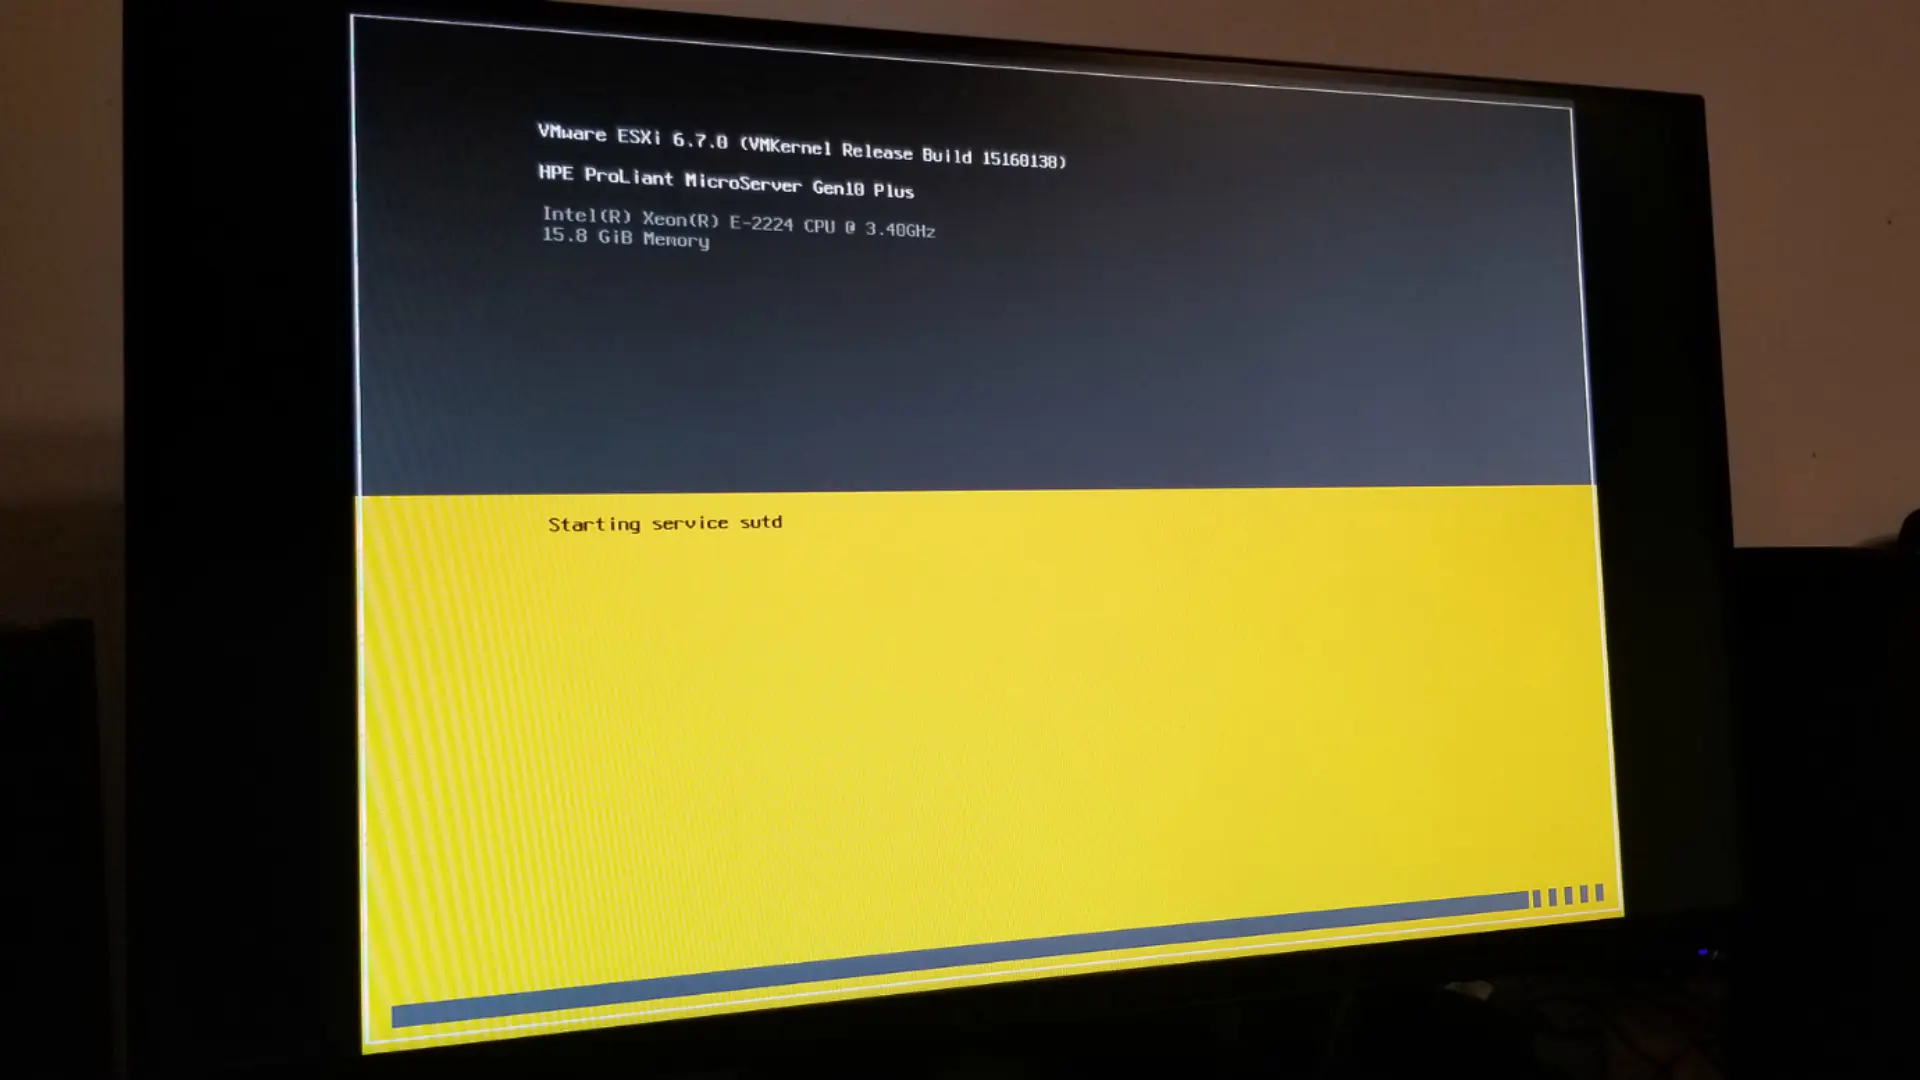 VMware ESXi 6.7.0 (VMKernel Release Build 15160138)
HPE ProLiant MicroServer Gen10 Plus
Intel(R) Xeon(R) E-2224 CPU @ 3.40GHz
15.8 GiB Memory
Starting service sutd